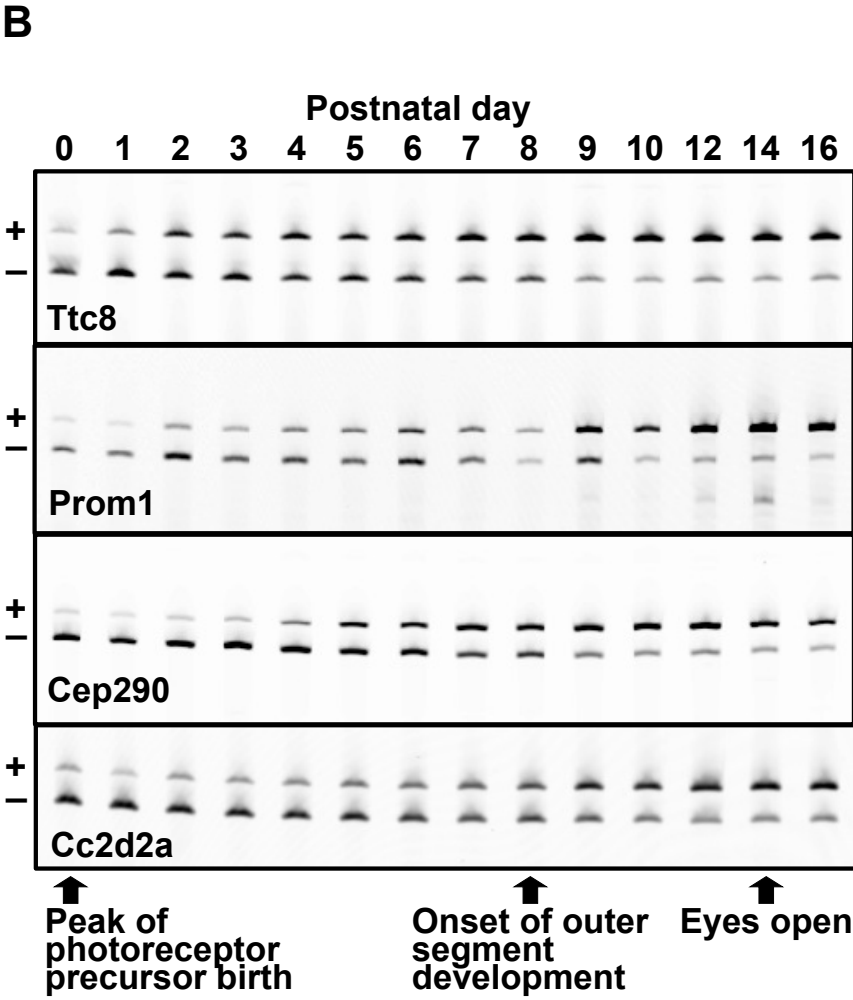 B
Postnatal day
0 1 2 3 4 5 6 7 8 9 10 12 14 16
+
−
Ttc8
+
−
Prom1
+
−
Cep290
+
−
Cc2d2a
Peak of
photoreceptor
precursor birth
Onset of outer
segment
development
Eyes open